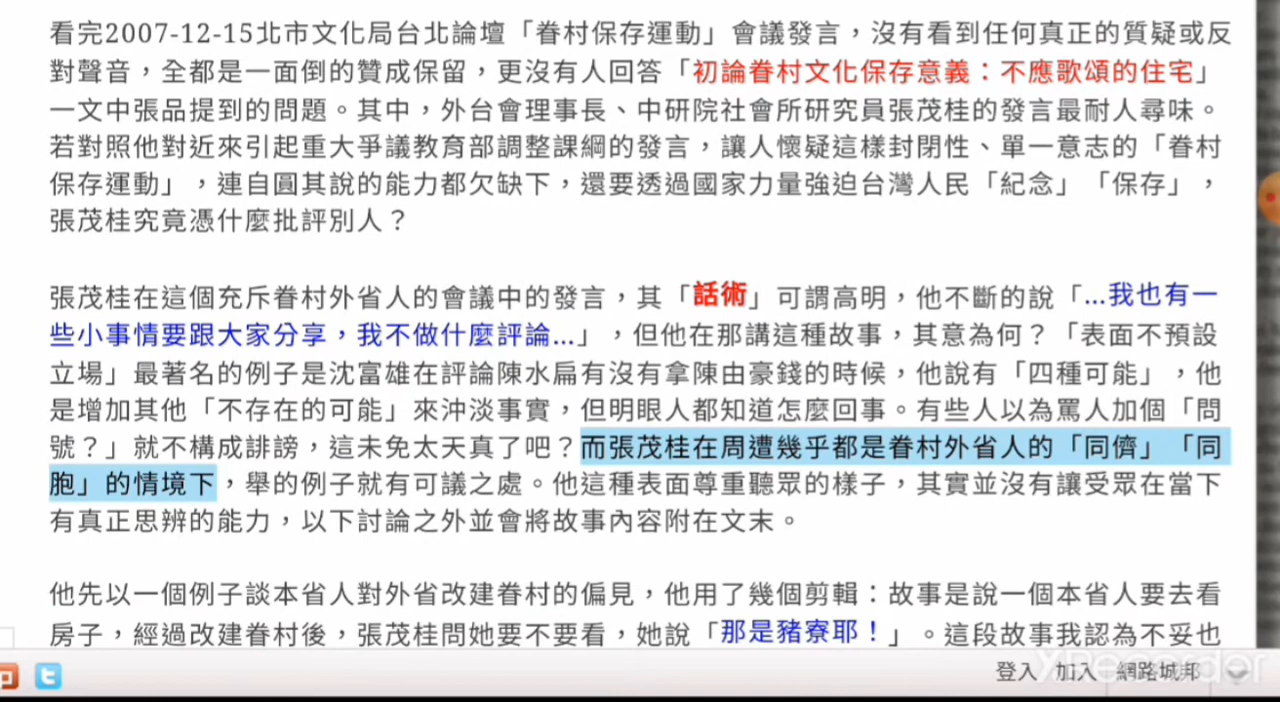 看完2007-12-15北市文化局台北論壇「眷村保存運動」會議發言，沒有看到任何真正的質疑或反
對聲音，全都是一面倒的贊成保留，更沒有人回答「初論眷村文化保存意義：不應歌頌的住宅」
一文中張品提到的問題。其中，外台會理事長、中研院社會所研究員張茂桂的發言最耐人尋味。
若對照他對近來引起重大爭議教育部調整課綱的發言，讓人懷疑這樣封閉性、單一意志的「眷村
保存運動」，連自圓其說的能力都欠缺下，還要透過國家力量強迫台灣人民「紀念」「保存」，
張茂桂究竟憑什麼批評別人？
張茂桂在這個充斥眷村外省人的會議中的發言，其「話術」可謂高明，他不斷的說「...我也有一
些小事情要跟大家分享，我不做什麼評論...」，但他在那講這種故事，其意為何？「表面不預設
立場」最著名的例子是沈富雄在評論陳水扁有沒有拿陳由豪錢的時候，他說有「四種可能」，他
是增加其他「不存在的可能」來沖淡事實，但明眼人都知道怎麼回事。有些人以為罵人加個「問
號？」就不構成誹謗，這未免太天真了吧？而張茂桂在周遭幾乎都是眷村外省人的「同儕」「同
胞」的情境下，舉的例子就有可議之處。他這種表面尊重聽眾的樣子，其實並沒有讓受眾在當下
有真正思辨的能力，以下討論之外並會將故事內容附在文末。
他先以一個例子談本省人對外省改建眷村的偏見，他用了幾個剪輯：故事是說一個本省人要去看
房子，經過改建眷村後，張茂桂問她要不要看，她說「那是豬寮耶！」。這段故事我認為不妥也
登入 加入 網路城邦
XRecorder